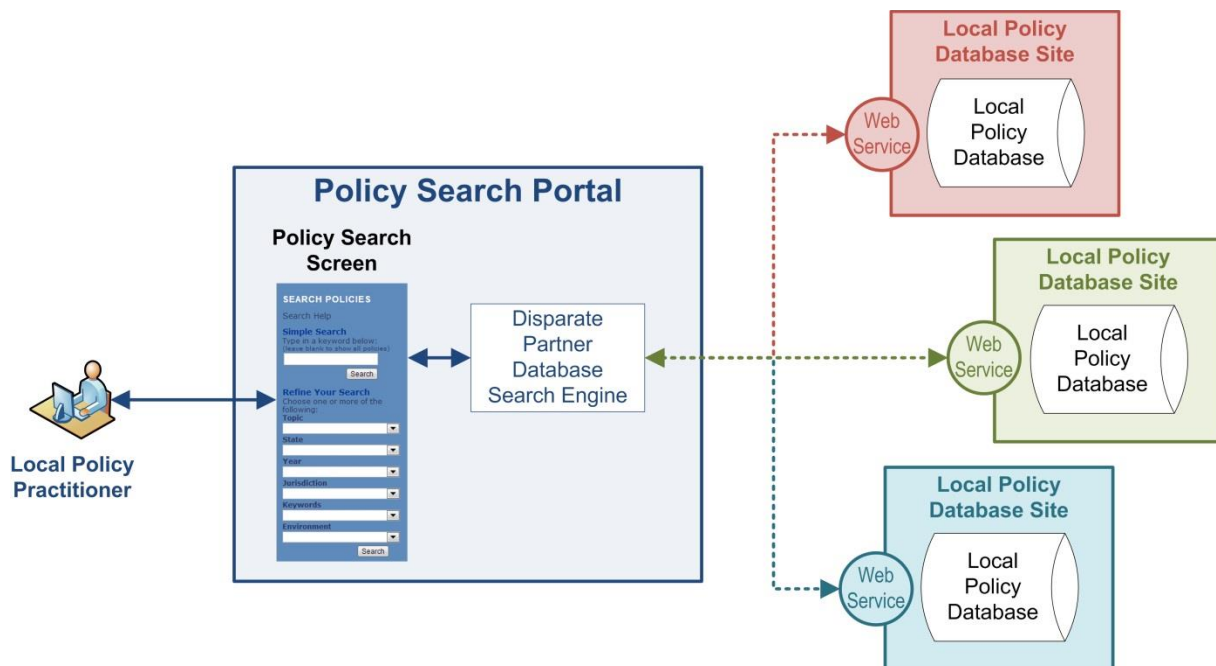 Local Policy
Practitioner
Policy Search Portal
Policy Search
Screen
SEARCH POLICIES
Search Help
Simple Search
Type in a keyword below:
(leave blank to show all policies)
Search
Refine Your Search
Choose one or more of the
following:
Topic
State
Year
Jurisdiction
Keywords
Environment
Search
Disparate
Partner
Database
Search Engine
Local Policy
Database Site
Web
Service
Local
Policy
Database
Local Policy
Database Site
Web
Service
Local
Policy
Database
Local Policy
Database Site
Web
Service
Local
Policy
Database